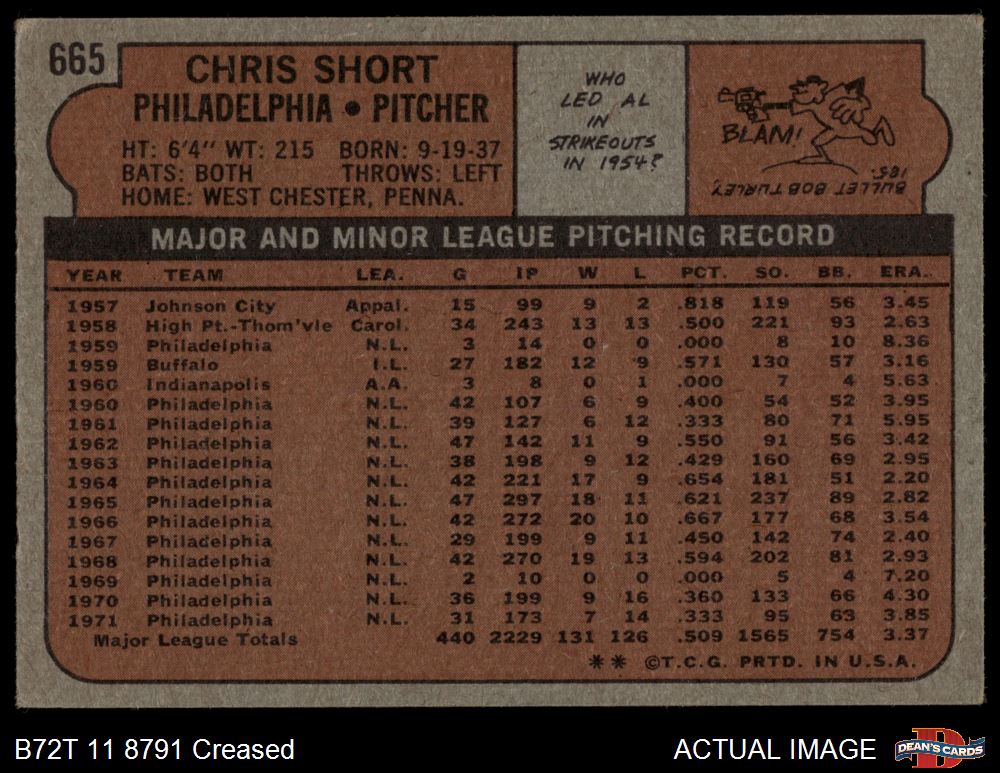 665
CHRIS SHORT
PHILADELPHIA • PITCHER
HT: 6'4" WT: 215 BORN: 9-19-37
BATS: BOTH THROWS: LEFT
HOME: WEST CHESTER, PENNA.
WHO
LED AL
IN
STRIKEOUTS
IN 1954?
BLAM!
BULLET BOB TURLEY
185.
MAJOR AND MINOR LEAGUE PITCHING RECORD
YEAR TEAM LEA. G IP W L PCT. SO. BB. ERA.
1957 Johnson City Appal. 15 99 9 2 .818 119 56 3.45
1958 High Pt.-Thom'vle Carol. 34 243 13 13 .500 221 93 2.63
1959 Philadelphia N.L. 3 14 0 0 .000 8 10 8.36
1959 Buffalo I.L. 27 182 12 9 .571 130 57 3.16
1960 Indianapolis A.A. 3 8 0 1 .000 7 4 5.63
1960 Philadelphia N.L. 42 107 6 9 .400 54 52 3.95
1961 Philadelphia N.L. 39 127 6 12 .333 80 71 5.95
1962 Philadelphia N.L. 47 142 11 9 .550 91 56 3.42
1963 Philadelphia N.L. 38 198 9 12 .429 160 69 2.95
1964 Philadelphia N.L. 42 221 17 9 .654 181 51 2.20
1965 Philadelphia N.L. 47 297 18 11 .621 237 89 2.82
1966 Philadelphia N.L. 42 272 20 10 .667 177 68 3.54
1967 Philadelphia N.L. 29 199 9 11 .450 142 74 2.40
1968 Philadelphia N.L. 42 270 19 13 .594 202 81 2.93
1969 Philadelphia N.L. 2 10 0 0 .000 5 4 7.20
1970 Philadelphia N.L. 36 199 9 16 .360 133 66 4.30
1971 Philadelphia N.L. 31 173 7 14 .333 95 63 3.85
Major League Totals 440 2229 131 126 .509 1565 754 3.37
** ©T.C.G. PRTD. IN U.S.A.
B72T 11 8791 Creased
ACTUAL IMAGE
D
DEAN'S CARDS